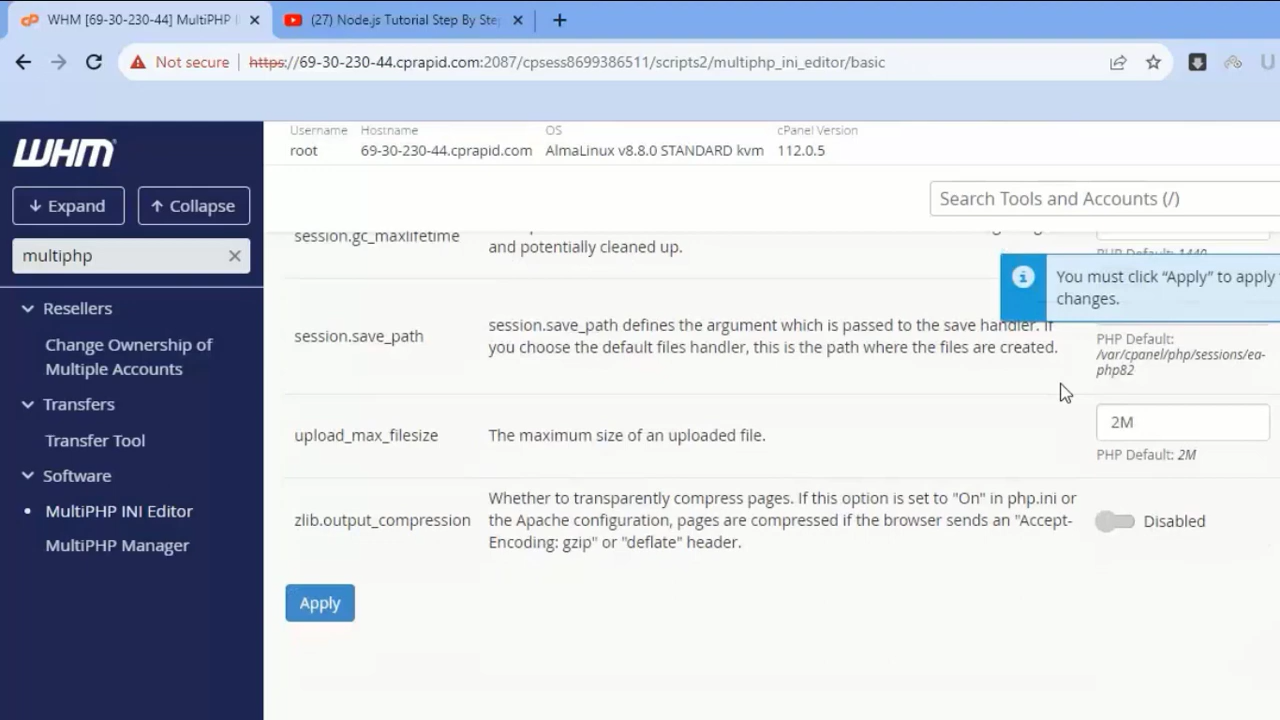 WHM [69-30-230-44] MultiPHP I
(27) Node.js Tutorial Step By Ste
Not secure
https://69-30-230-44.cprapid.com:2087/cpsess8699386511/scripts2/multiphp_ini_editor/basic
WHM
Username
Hostname
OS
cPanel Version
root
69-30-230-44.cprapid.com
AlmaLinux v8.8.0 STANDARD kvm
112.0.5
↓ Expand
↑ Collapse
Search Tools and Accounts (/)
multiphp
Resellers
Change Ownership of
Multiple Accounts
Transfers
Transfer Tool
Software
MultiPHP INI Editor
MultiPHP Manager
session.gc_maxlifetime
and potentially cleaned up.
PHP Default: 1440
You must click “Apply” to apply
changes.
session.save_path
session.save_path defines the argument which is passed to the save handler. If
you choose the default files handler, this is the path where the files are created.
PHP Default:
/var/cpanel/php/sessions/ea-
php82
upload_max_filesize
The maximum size of an uploaded file.
2M
PHP Default: 2M
zlib.output_compression
Whether to transparently compress pages. If this option is set to "On" in php.ini or
the Apache configuration, pages are compressed if the browser sends an "Accept-
Encoding: gzip" or "deflate" header.
Disabled
Apply